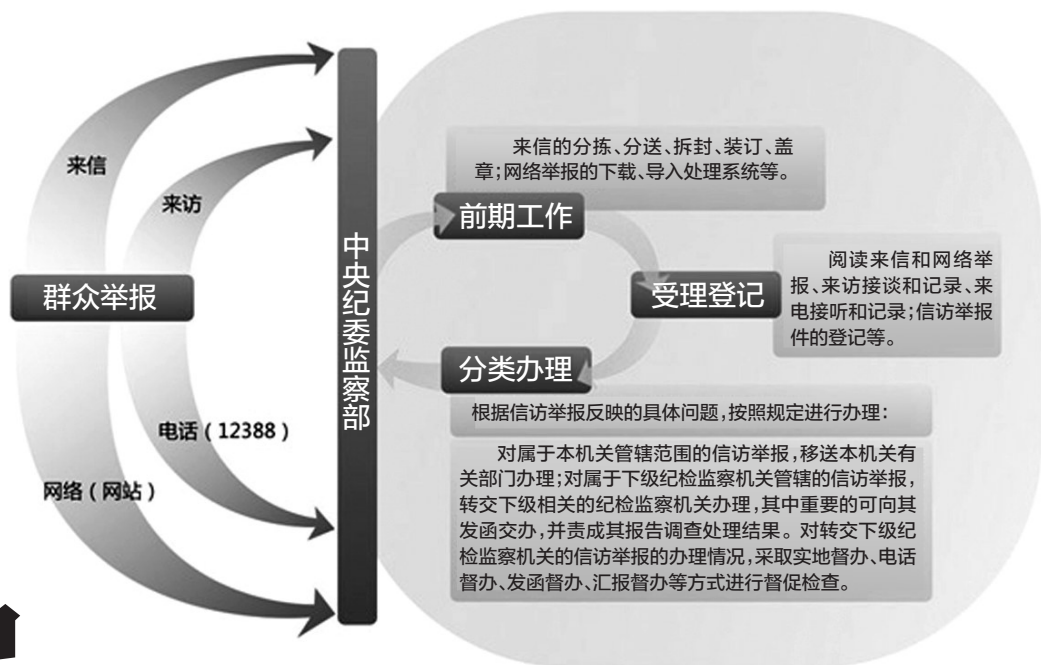 来信
来访
群众举报
电话（12388）
网络（网站）
中央纪委监察部
来信的分拣、分送、拆封、装订、盖
章；网络举报的下载、导入处理系统等。
前期工作
受理登记
阅读来信和网络举
报、来访接谈和记录、来
电接听和记录；信访举报
件的登记等。
分类办理
根据信访举报反映的具体问题，按照规定进行办理：
对属于本机关管辖范围的信访举报，移送本机关有
关部门办理；对属于下级纪检监察机关管辖的信访举报，
转交下级相关的纪检监察机关办理，其中重要的可向其
发函交办，并责成其报告调查处理结果。对转交下级纪
检监察机关的信访举报的办理情况，采取实地督办、电话
督办、发函督办、汇报督办等方式进行督促检查。